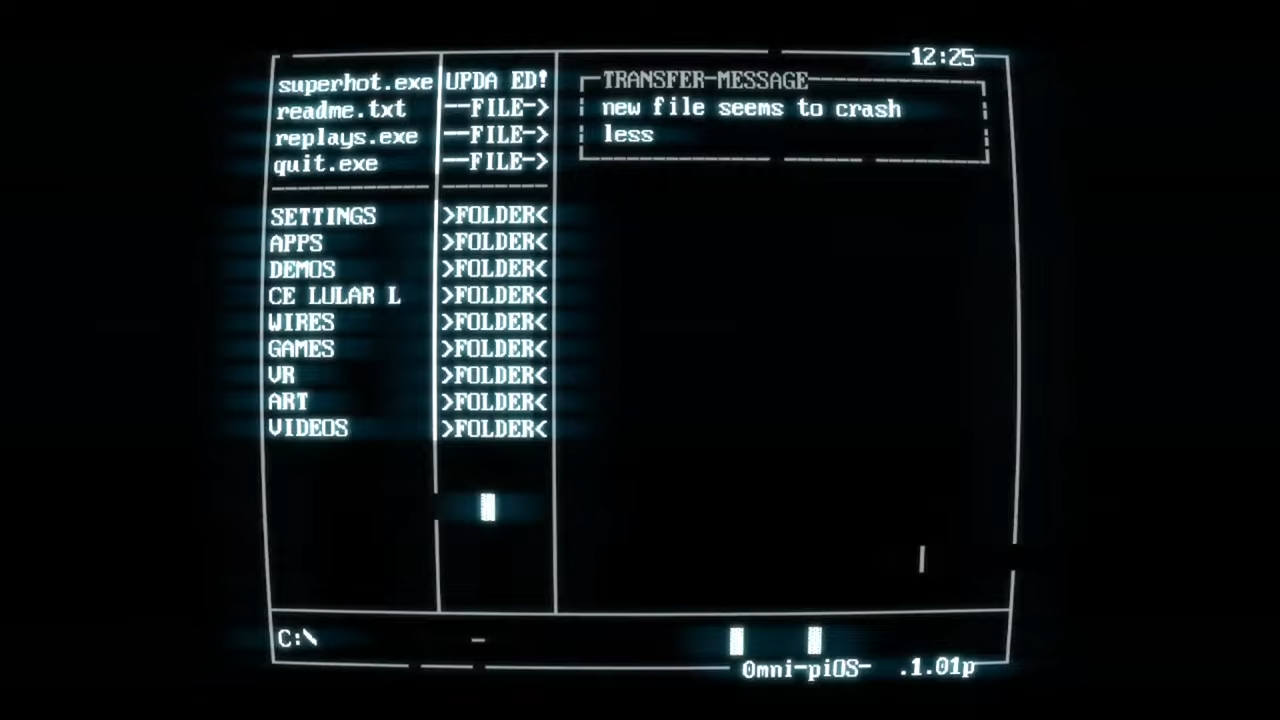 12:25
superhot.exe UPDA ED!
readme.txt —FILE->
replays.exe —FILE->
quit.exe —FILE->
SETTINGS >FOLDER<
APPS >FOLDER<
DEMOS >FOLDER<
CE LULAR L >FOLDER<
WIRES >FOLDER<
GAMES >FOLDER<
VR >FOLDER<
ART >FOLDER<
VIDEOS >FOLDER<
TRANSFER-MESSAGE
new file seems to crash
less
C:\
0mni-piOS- .1.01p